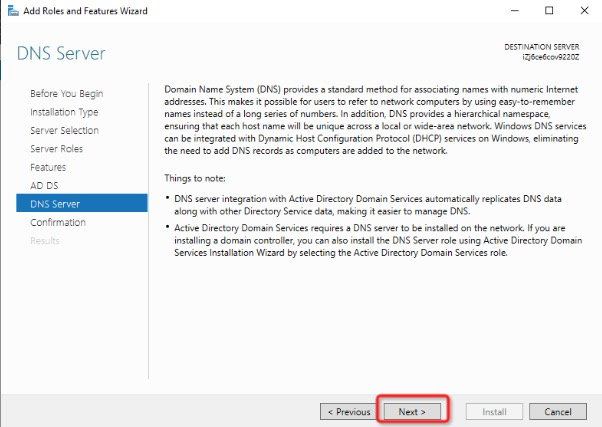 Add Roles and Features Wizard
DNS Server
DESTINATION SERVER
iZj6ce6cov9220Z
Before You Begin
Installation Type
Server Selection
Server Roles
Features
AD DS
DNS Server
Confirmation
Results
Domain Name System (DNS) provides a standard method for associating names with numeric Internet
addresses. This makes it possible for users to refer to network computers by using easy-to-remember
names instead of a long series of numbers. In addition, DNS provides a hierarchical namespace,
ensuring that each host name will be unique across a local or wide-area network. Windows DNS services
can be integrated with Dynamic Host Configuration Protocol (DHCP) services on Windows, eliminating
the need to add DNS records as computers are added to the network.
Things to note:
• DNS server integration with Active Directory Domain Services automatically replicates DNS data
along with other Directory Service data, making it easier to manage DNS.
• Active Directory Domain Services requires a DNS server to be installed on the network. If you are
installing a domain controller, you can also install the DNS Server role using Active Directory Domain
Services Installation Wizard by selecting the Active Directory Domain Services role.
< Previous
Next >
Install
Cancel